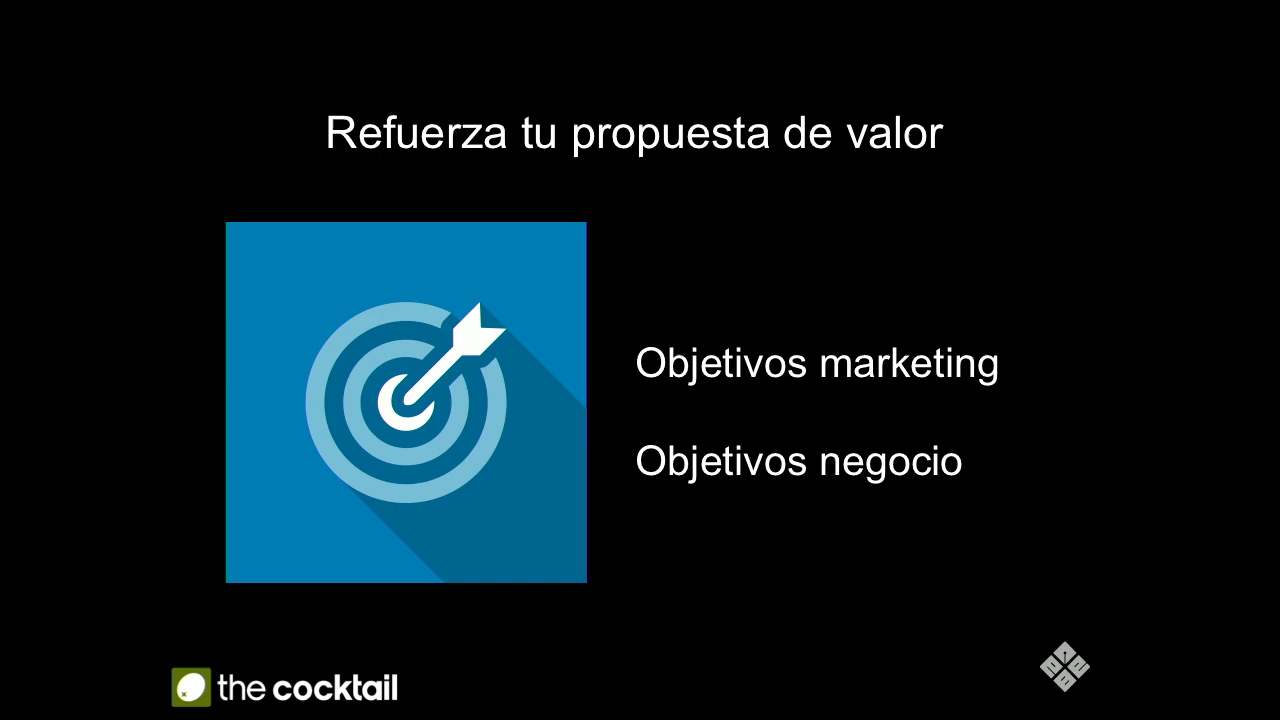 Refuerza tu propuesta de valor
Objetivos marketing
Objetivos negocio
the cocktail